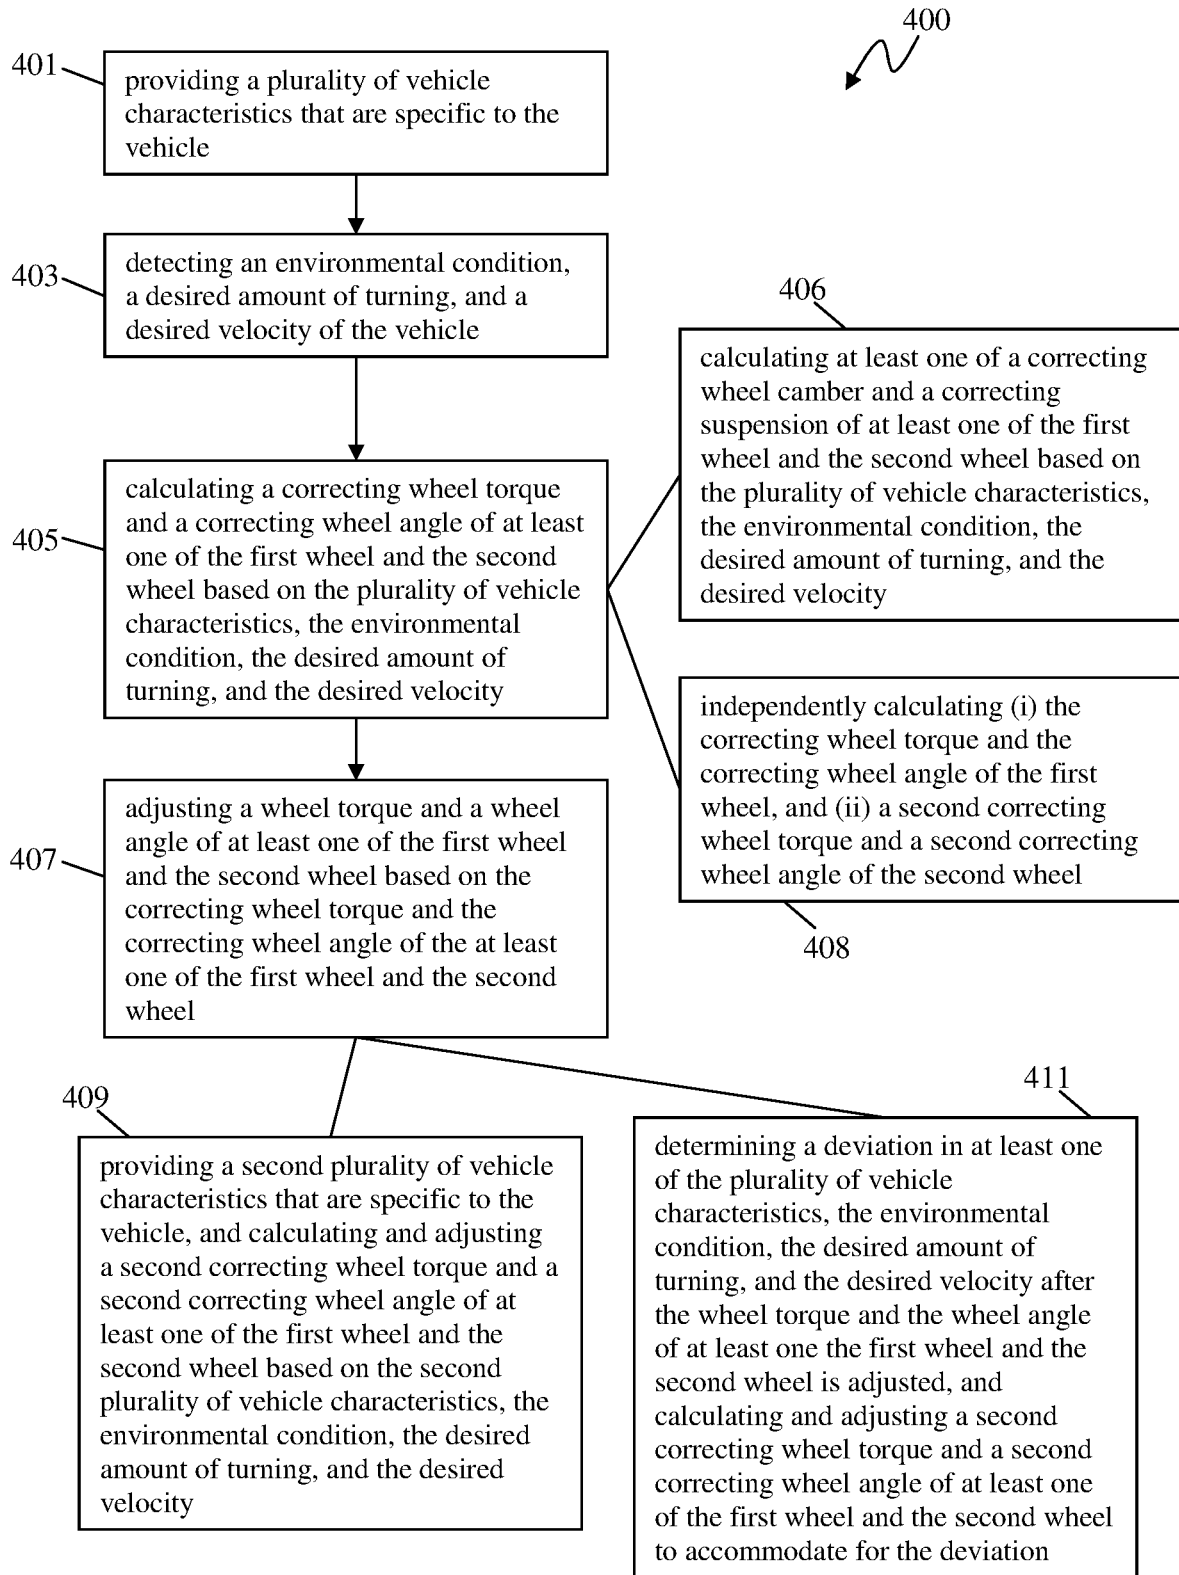 400
401
providing a plurality of vehicle
characteristics that are specific to the
vehicle
403
detecting an environmental condition,
a desired amount of turning, and a
desired velocity of the vehicle
405
calculating a correcting wheel torque
and a correcting wheel angle of at least
one of the first wheel and the second
wheel based on the plurality of vehicle
characteristics, the environmental
condition, the desired amount of
turning, and the desired velocity
406
calculating at least one of a correcting
wheel camber and a correcting
suspension of at least one of the first
wheel and the second wheel based on
the plurality of vehicle characteristics,
the environmental condition, the
desired amount of turning, and the
desired velocity
independently calculating (i) the
correcting wheel torque and the
correcting wheel angle of the first
wheel, and (ii) a second correcting
wheel torque and a second correcting
wheel angle of the second wheel
408
407
adjusting a wheel torque and a wheel
angle of at least one of the first wheel
and the second wheel based on the
correcting wheel torque and the
correcting wheel angle of the at least
one of the first wheel and the second
wheel
409
providing a second plurality of vehicle
characteristics that are specific to the
vehicle, and calculating and adjusting
a second correcting wheel torque and a
second correcting wheel angle of at
least one of the first wheel and the
second wheel based on the second
plurality of vehicle characteristics, the
environmental condition, the desired
amount of turning, and the desired
velocity
411
determining a deviation in at least one
of the plurality of vehicle
characteristics, the environmental
condition, the desired amount of
turning, and the desired velocity after
the wheel torque and the wheel angle
of at least one the first wheel and the
second wheel is adjusted, and
calculating and adjusting a second
correcting wheel torque and a second
correcting wheel angle of at least one
of the first wheel and the second wheel
to accommodate for the deviation